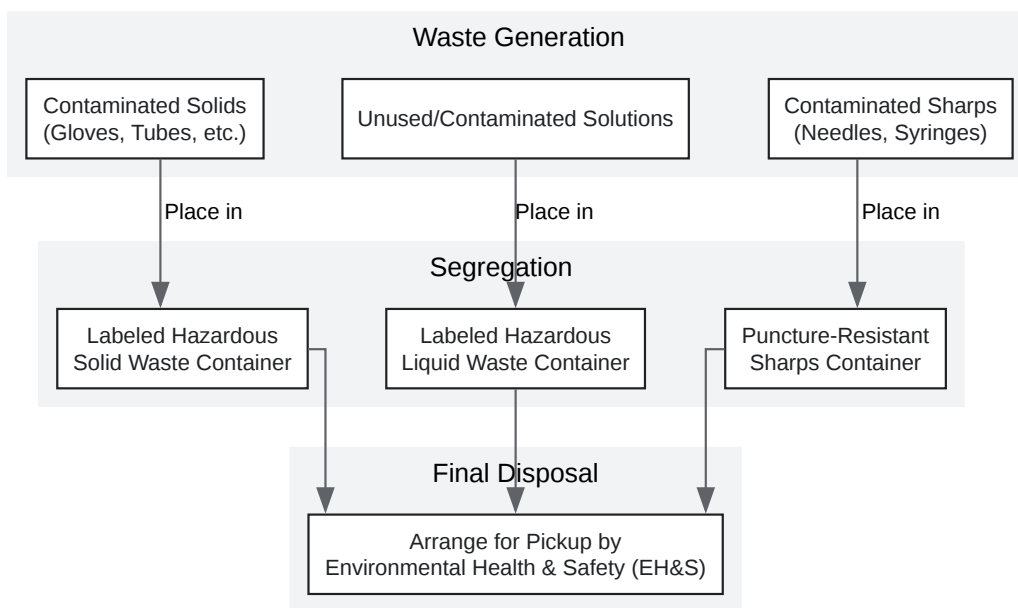 Waste Generation
Contaminated Solids
(Gloves, Tubes, etc.)
Unused/Contaminated Solutions
Contaminated Sharps
(Needles, Syringes)
Place in
Place in
Place in
Segregation
Labeled Hazardous
Solid Waste Container
Labeled Hazardous
Liquid Waste Container
Puncture-Resistant
Sharps Container
Final Disposal
Arrange for Pickup by
Environmental Health & Safety (EH&S)